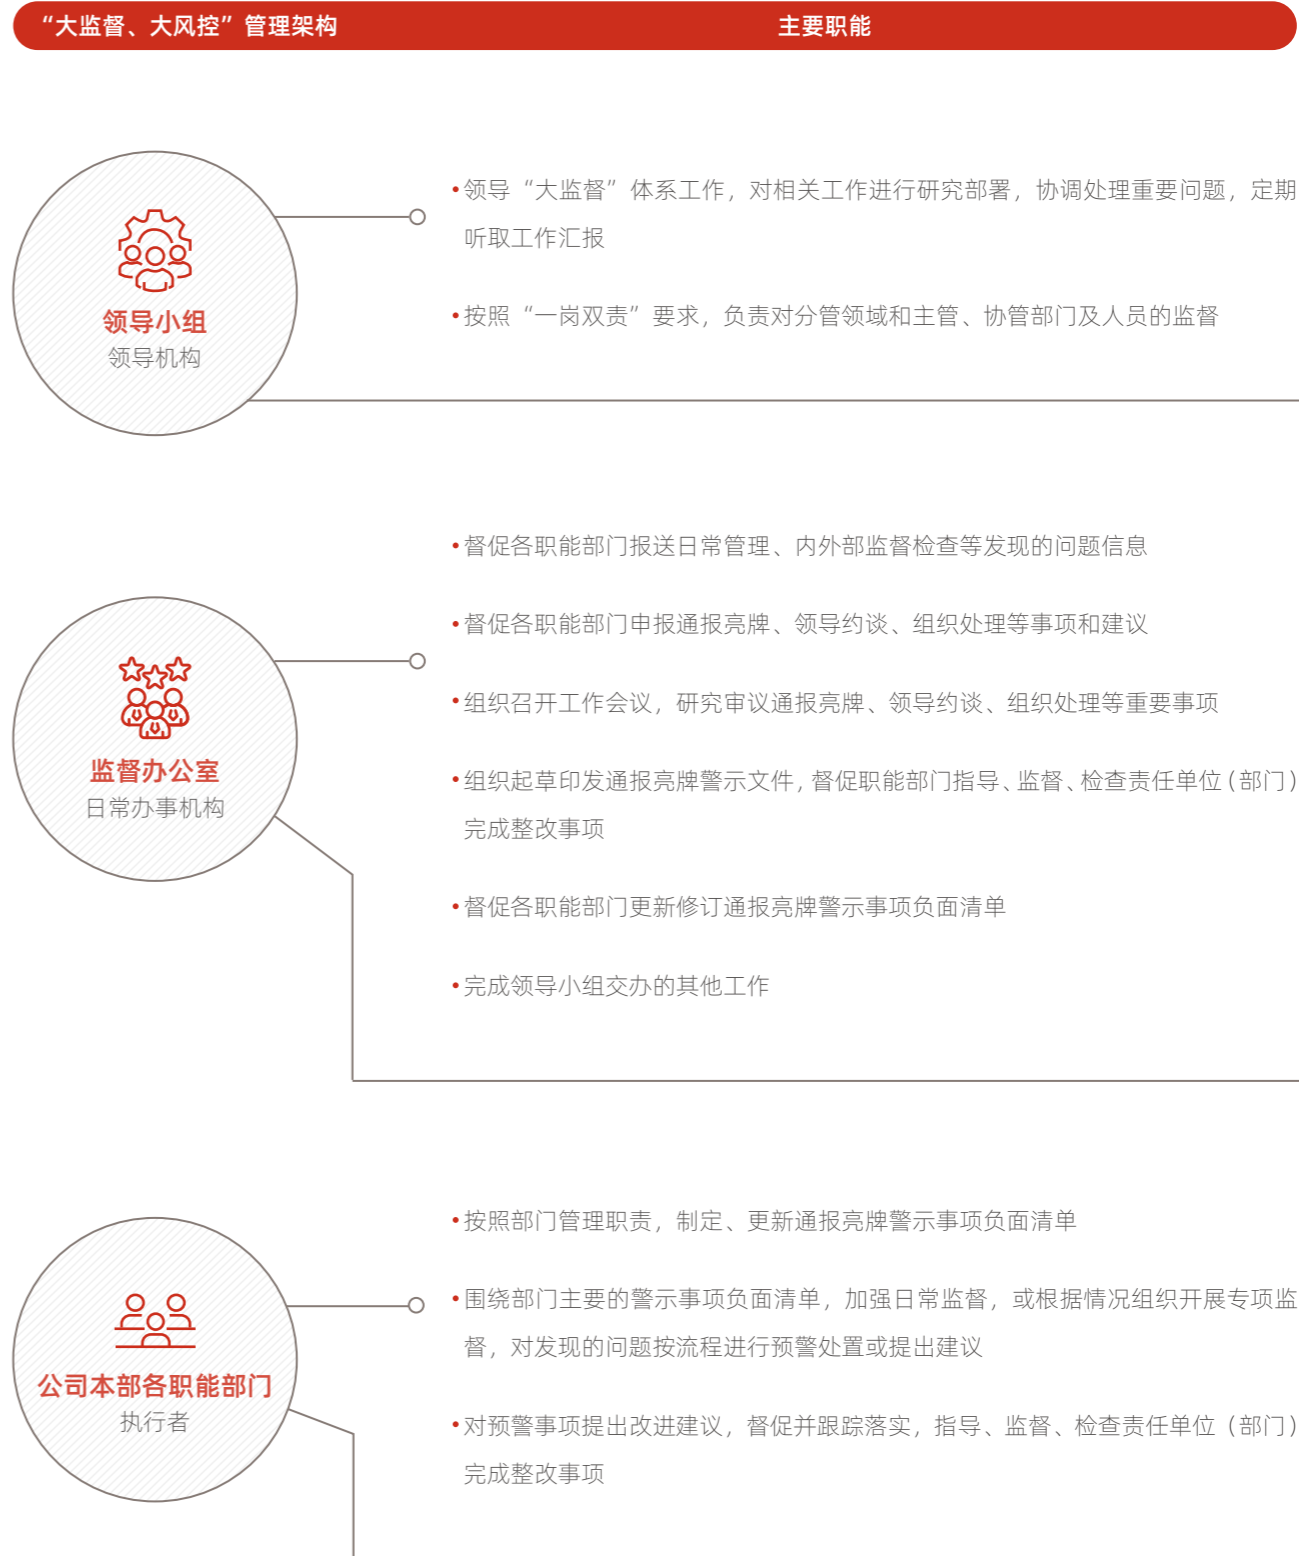 “大监督、大风控”管理架构
主要职能
领导小组
领导机构
•领导“大监督”体系工作，对相关工作进行研究部署，协调处理重要问题，定期
听取工作汇报
•按照“一岗双责”要求，负责对分管领域和主管、协管部门及人员的监督
监督办公室
日常办事机构
•督促各职能部门报送日常管理、内外部监督检查等发现的问题信息
•督促各职能部门申报通报亮牌、领导约谈、组织处理等事项和建议
•组织召开工作会议，研究审议通报亮牌、领导约谈、组织处理等重要事项
•组织起草印发通报亮牌警示文件，督促职能部门指导、监督、检查责任单位（部门）
完成整改事项
•督促各职能部门更新修订通报亮牌警示事项负面清单
•完成领导小组交办的其他工作
公司本部各职能部门
执行者
•按照部门管理职责，制定、更新通报亮牌警示事项负面清单
•围绕部门主要的警示事项负面清单，加强日常监督，或根据情况组织开展专项监
督，对发现的问题按流程进行预警处置或提出建议
•对预警事项提出改进建议，督促并跟踪落实，指导、监督、检查责任单位（部门）
完成整改事项